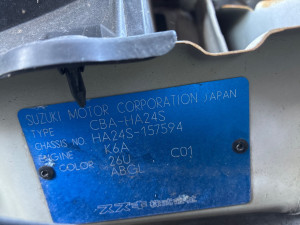 SUZUKI MOTOR CORPORATION JAPAN
TYPE CBA-HA24S
CHASSIS NO. HA24S-157594
ENGINE K6A
COLOR 26U C01
ABGL